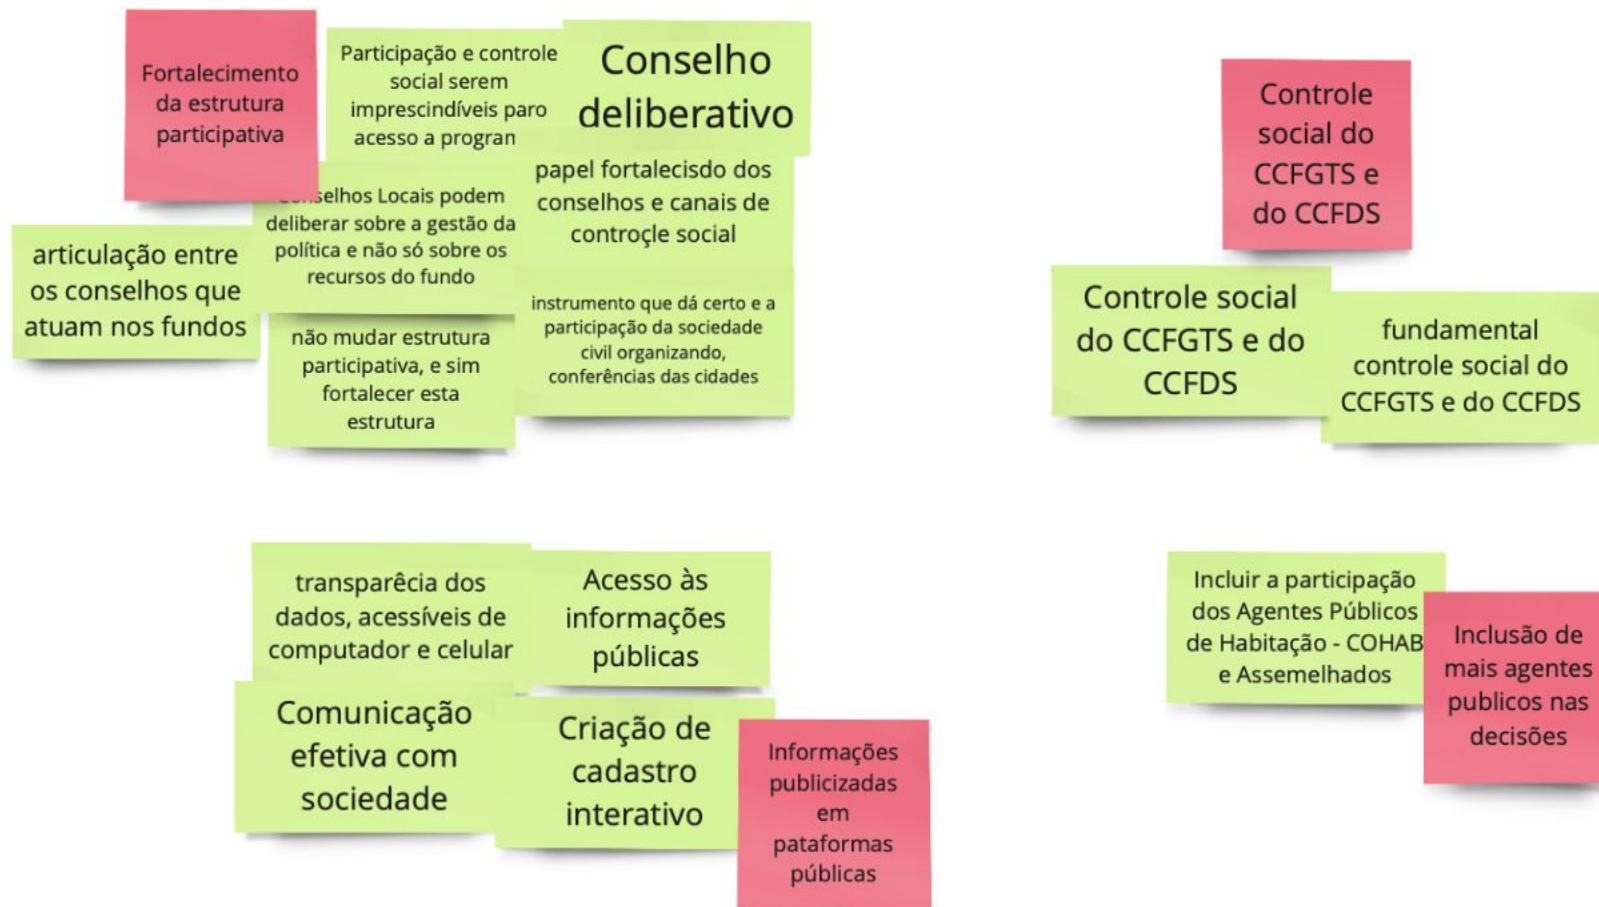 Fortalecimento
da estrutura
participativa
Participação e controle
social serem
imprescindíveis paro
acesso a program
Conselho
deliberativo
papel fortalecisdo dos
conselhos e canais de
controçle social
Conselhos Locais podem
deliberar sobre a gestão da
política e não só sobre os
recursos do fundo
articulação entre
os conselhos que
atuam nos fundos
instrumento que dá certo e a
participação da sociedade
civil organizando,
conferências das cidades
não mudar estrutura
participativa, e sim
fortalecer esta
estrutura
Controle
social do
CCFGTS e
do CCFDS
Controle social
do CCFGTS e do
CCFDS
fundamental
controle social do
CCFGTS e do CCFDS
transparêcia dos
dados, acessíveis de
computador e celular
Acesso às
informações
públicas
Comunicação
efetiva com
sociedade
Criação de
cadastro
interativo
Informações
publicizadas
em
pataformas
públicas
Incluir a participação
dos Agentes Públicos
de Habitação - COHAB
e Assemelhados
Inclusão de
mais agentes
publicos nas
decisões